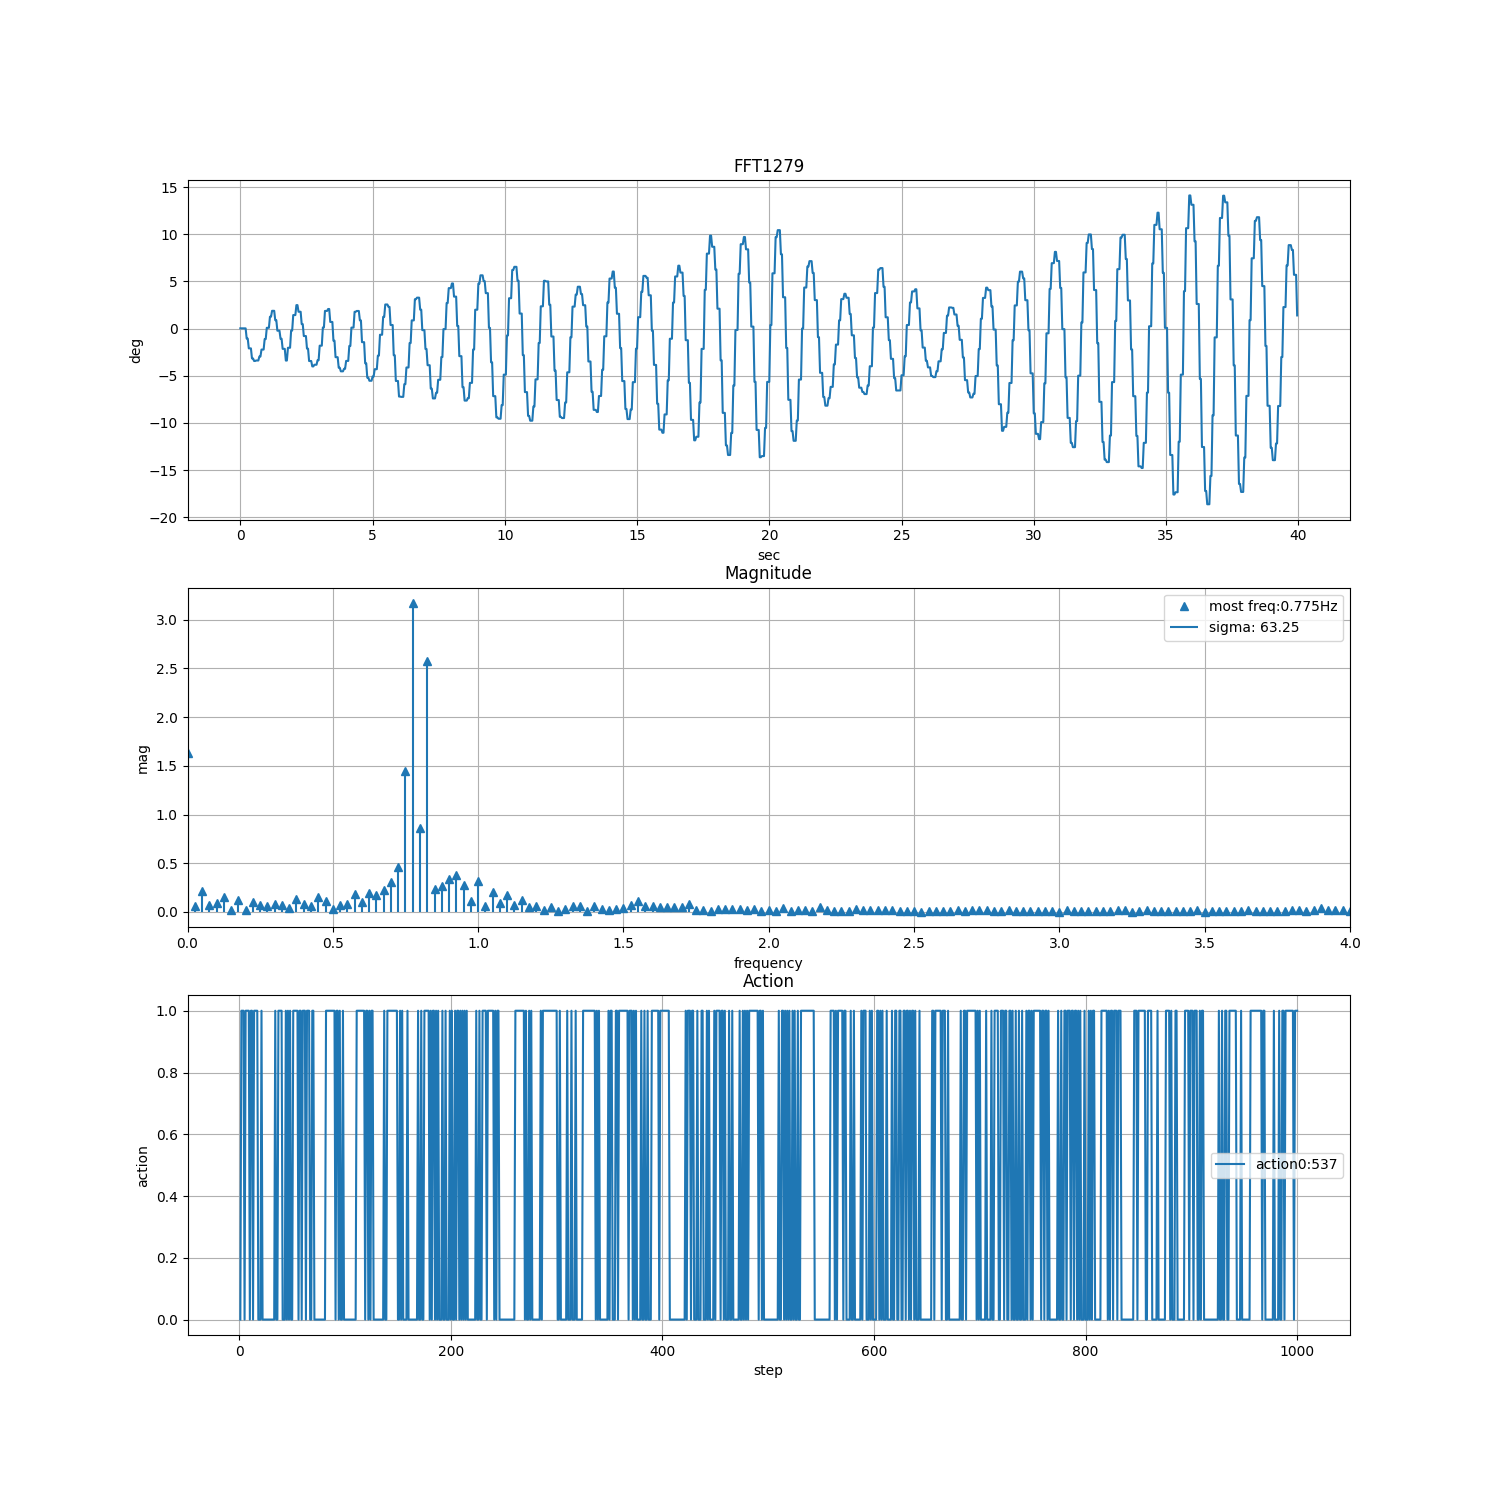 FFT1279
15
10
5
0
−5
−10
−15
−20
deg
0 5 10 15 20 25 30 35 40
sec
Magnitude
most freq:0.775Hz
sigma: 63.25
3.0
2.5
2.0
1.5
1.0
0.5
0.0
mag
0.0 0.5 1.0 1.5 2.0 2.5 3.0 3.5 4.0
frequency
Action
1.0
0.8
0.6
0.4
0.2
0.0
action
action0:537
0 200 400 600 800 1000
step